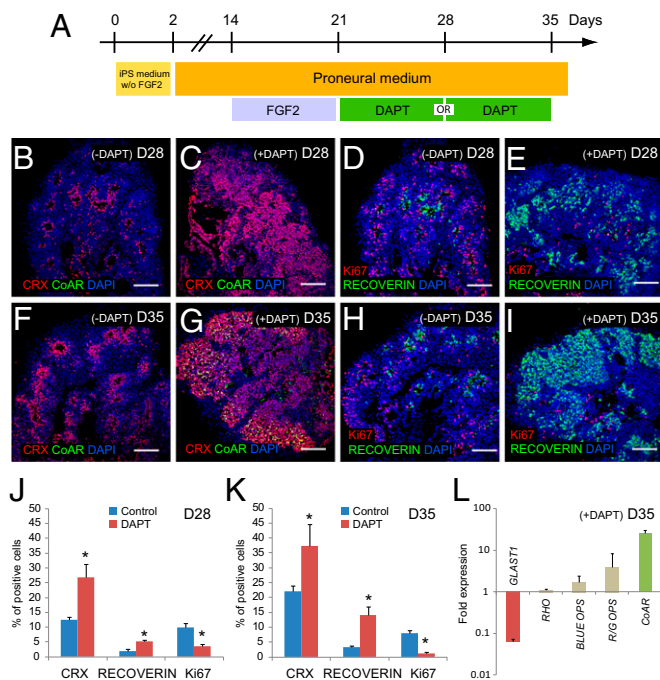 A
0 2 14 21 28 35 Days
iPS medium
w/o FGF2
Proneural medium
FGF2 DAPT OR DAPT
B (-DAPT) D28
CRX CoAR DAPI
C (+DAPT) D28
CRX CoAR DAPI
D (-DAPT) D28
Ki67
RECOVERIN DAPI
E (+DAPT) D28
Ki67
RECOVERIN DAPI
F (-DAPT) D35
CRX CoAR DAPI
G (+DAPT) D35
CRX CoAR DAPI
H (-DAPT) D35
Ki67
RECOVERIN DAPI
I (+DAPT) D35
Ki67
RECOVERIN DAPI
J
Control
DAPT
D28
% of positive cells
50
45
40
35
30
25
20
15
10
5
0
*
*
*
CRX RECOVERIN Ki67
K
Control
DAPT
D35
% of positive cells
50
45
40
35
30
25
20
15
10
5
0
*
*
*
CRX RECOVERIN Ki67
L
(+DAPT) D35
Fold expression
100
10
1
0.1
0.01
GLAST1
RHO
BLUE OPS
R/G OPS
CoAR